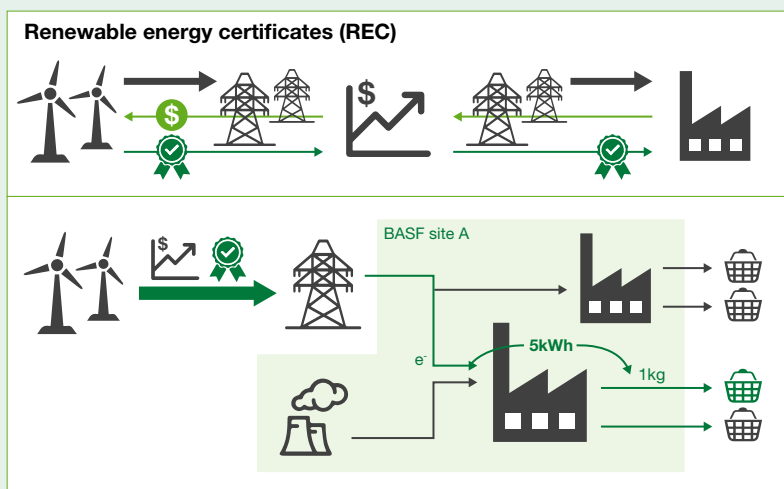 Renewable energy certificates (REC)
$
$
BASF site A
$
5kWh
e-
1kg